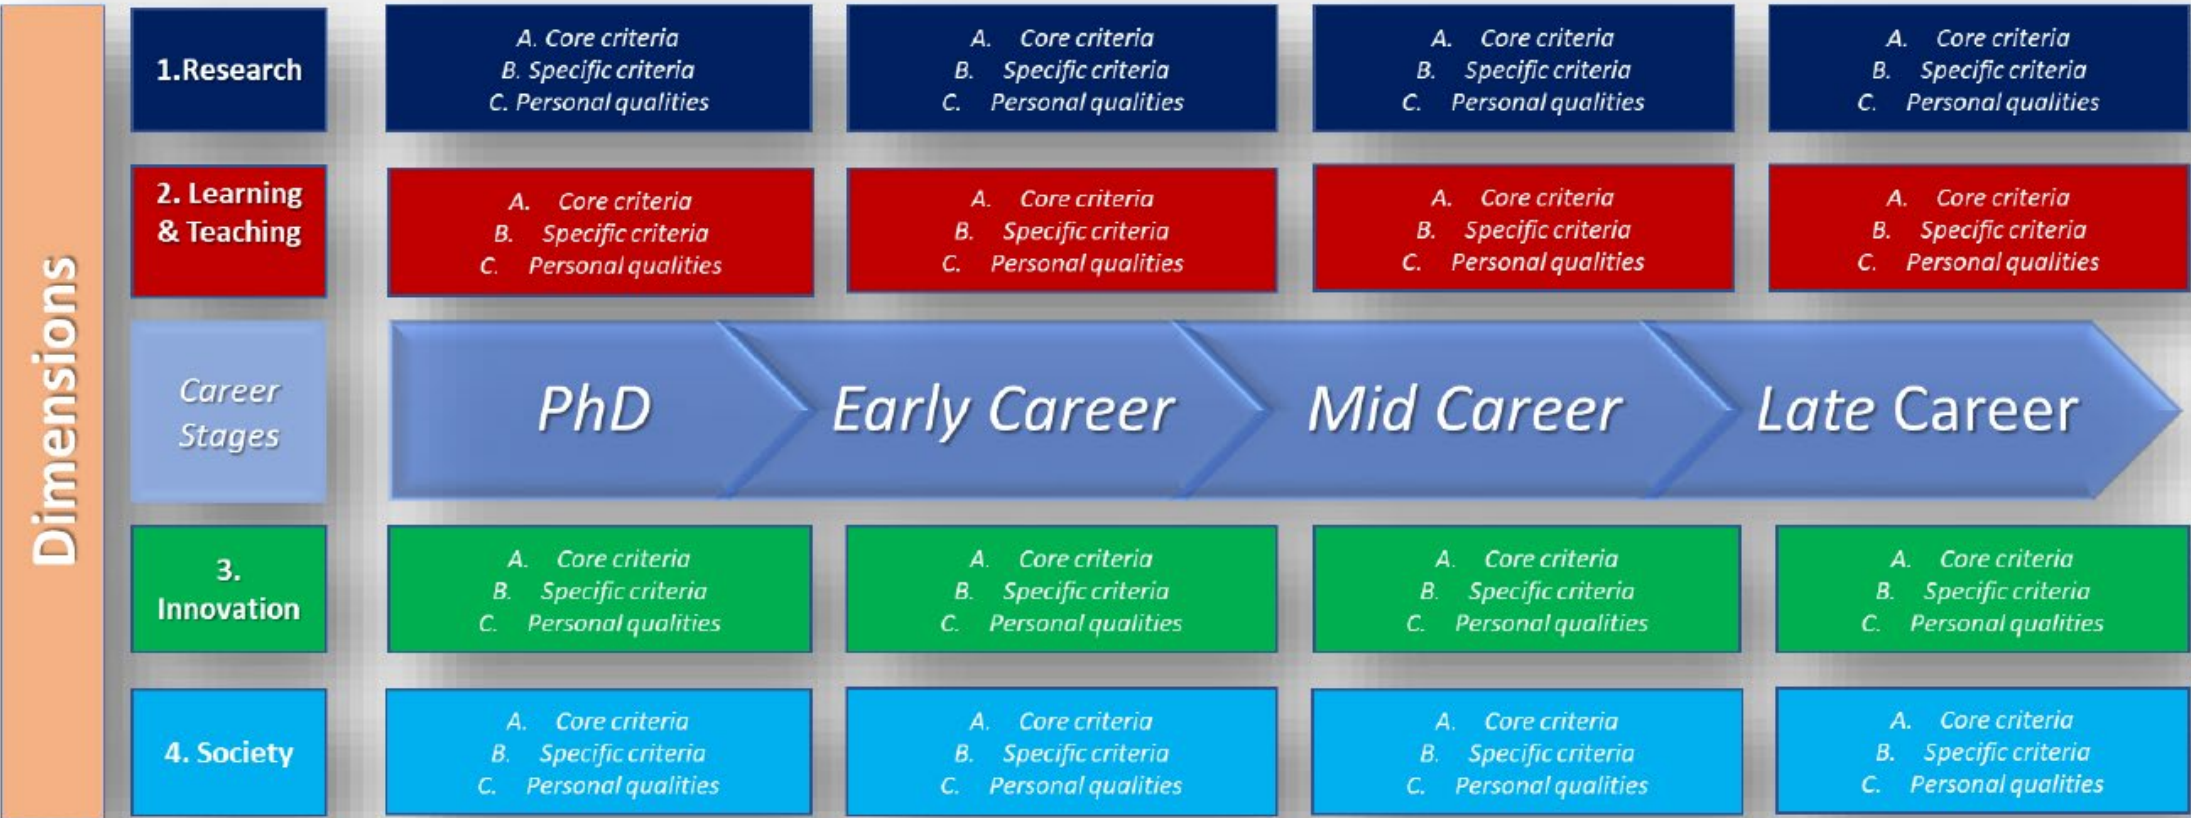 Dimensions
1.Research
A. Core criteria
B. Specific criteria
C. Personal qualities
A. Core criteria
B. Specific criteria
C. Personal qualities
A. Core criteria
B. Specific criteria
C. Personal qualities
A. Core criteria
B. Specific criteria
C. Personal qualities
2. Learning
& Teaching
A. Core criteria
B. Specific criteria
C. Personal qualities
A. Core criteria
B. Specific criteria
C. Personal qualities
A. Core criteria
B. Specific criteria
C. Personal qualities
A. Core criteria
B. Specific criteria
C. Personal qualities
Career
Stages
PhD
Early Career
Mid Career
Late Career
3.
Innovation
A. Core criteria
B. Specific criteria
C. Personal qualities
A. Core criteria
B. Specific criteria
C. Personal qualities
A. Core criteria
B. Specific criteria
C. Personal qualities
A. Core criteria
B. Specific criteria
C. Personal qualities
4. Society
A. Core criteria
B. Specific criteria
C. Personal qualities
A. Core criteria
B. Specific criteria
C. Personal qualities
A. Core criteria
B. Specific criteria
C. Personal qualities
A. Core criteria
B. Specific criteria
C. Personal qualities